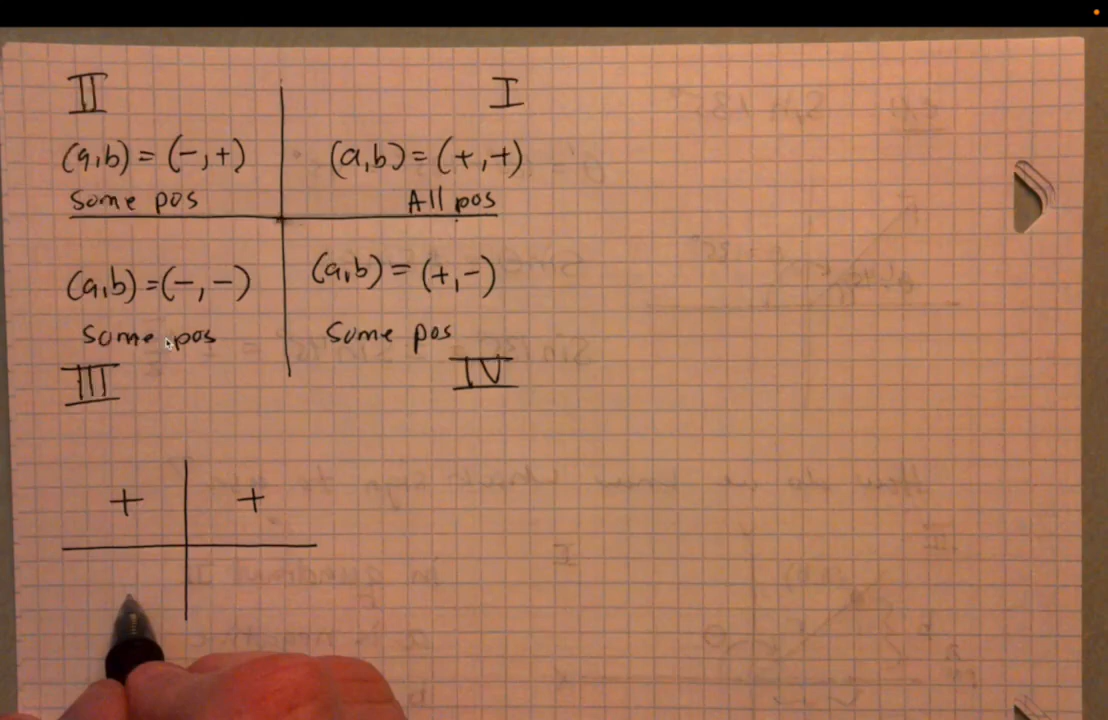 II
I
(a,b) = (-,+)
(a,b) = (+,+)
Some pos
All pos
(a,b) = (-,-)
(a,b) = (+,-)
Some pos
Some pos
III
IV
+
+